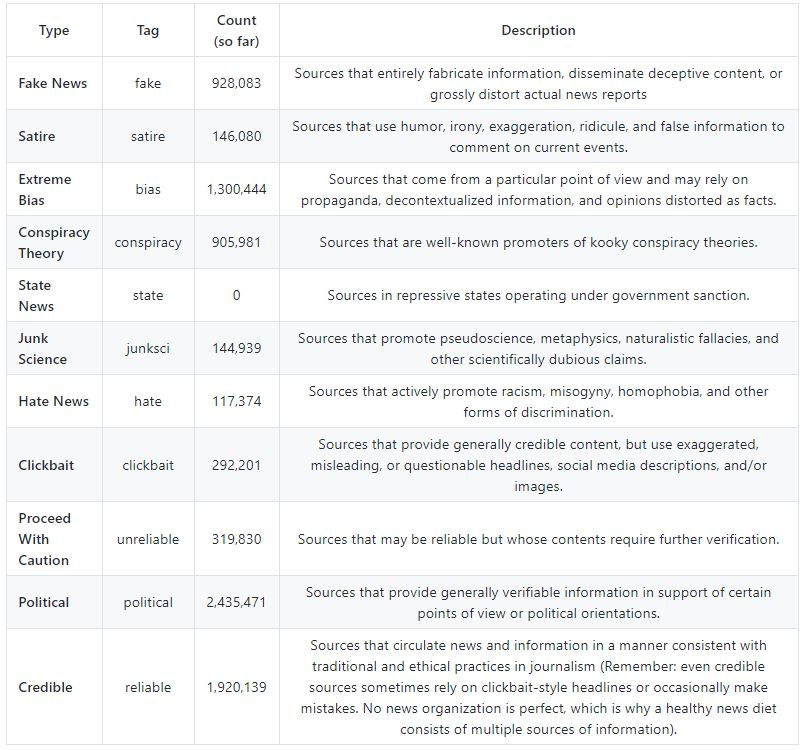 Type Tag Count
(so far) Description
Fake News fake 928,083 Sources that entirely fabricate information, disseminate deceptive content, or
grossly distort actual news reports
Satire satire 146,080 Sources that use humor, irony, exaggeration, ridicule, and false information to
comment on current events.
Extreme
Bias bias 1,300,444 Sources that come from a particular point of view and may rely on
propaganda, decontextualized information, and opinions distorted as facts.
Conspiracy
Theory conspiracy 905,981 Sources that are well-known promoters of kooky conspiracy theories.
State
News state 0 Sources in repressive states operating under government sanction.
Junk
Science junksci 144,939 Sources that promote pseudoscience, metaphysics, naturalistic fallacies, and
other scientifically dubious claims.
Hate News hate 117,374 Sources that actively promote racism, misogyny, homophobia, and other
forms of discrimination.
Clickbait clickbait 292,201 Sources that provide generally credible content, but use exaggerated,
misleading, or questionable headlines, social media descriptions, and/or
images.
Proceed
With
Caution unreliable 319,830 Sources that may be reliable but whose contents require further verification.
Political political 2,435,471 Sources that provide generally verifiable information in support of certain
points of view or political orientations.
Credible reliable 1,920,139 Sources that circulate news and information in a manner consistent with
traditional and ethical practices in journalism (Remember: even credible
sources sometimes rely on clickbait-style headlines or occasionally make
mistakes. No news organization is perfect, which is why a healthy news diet
consists of multiple sources of information).